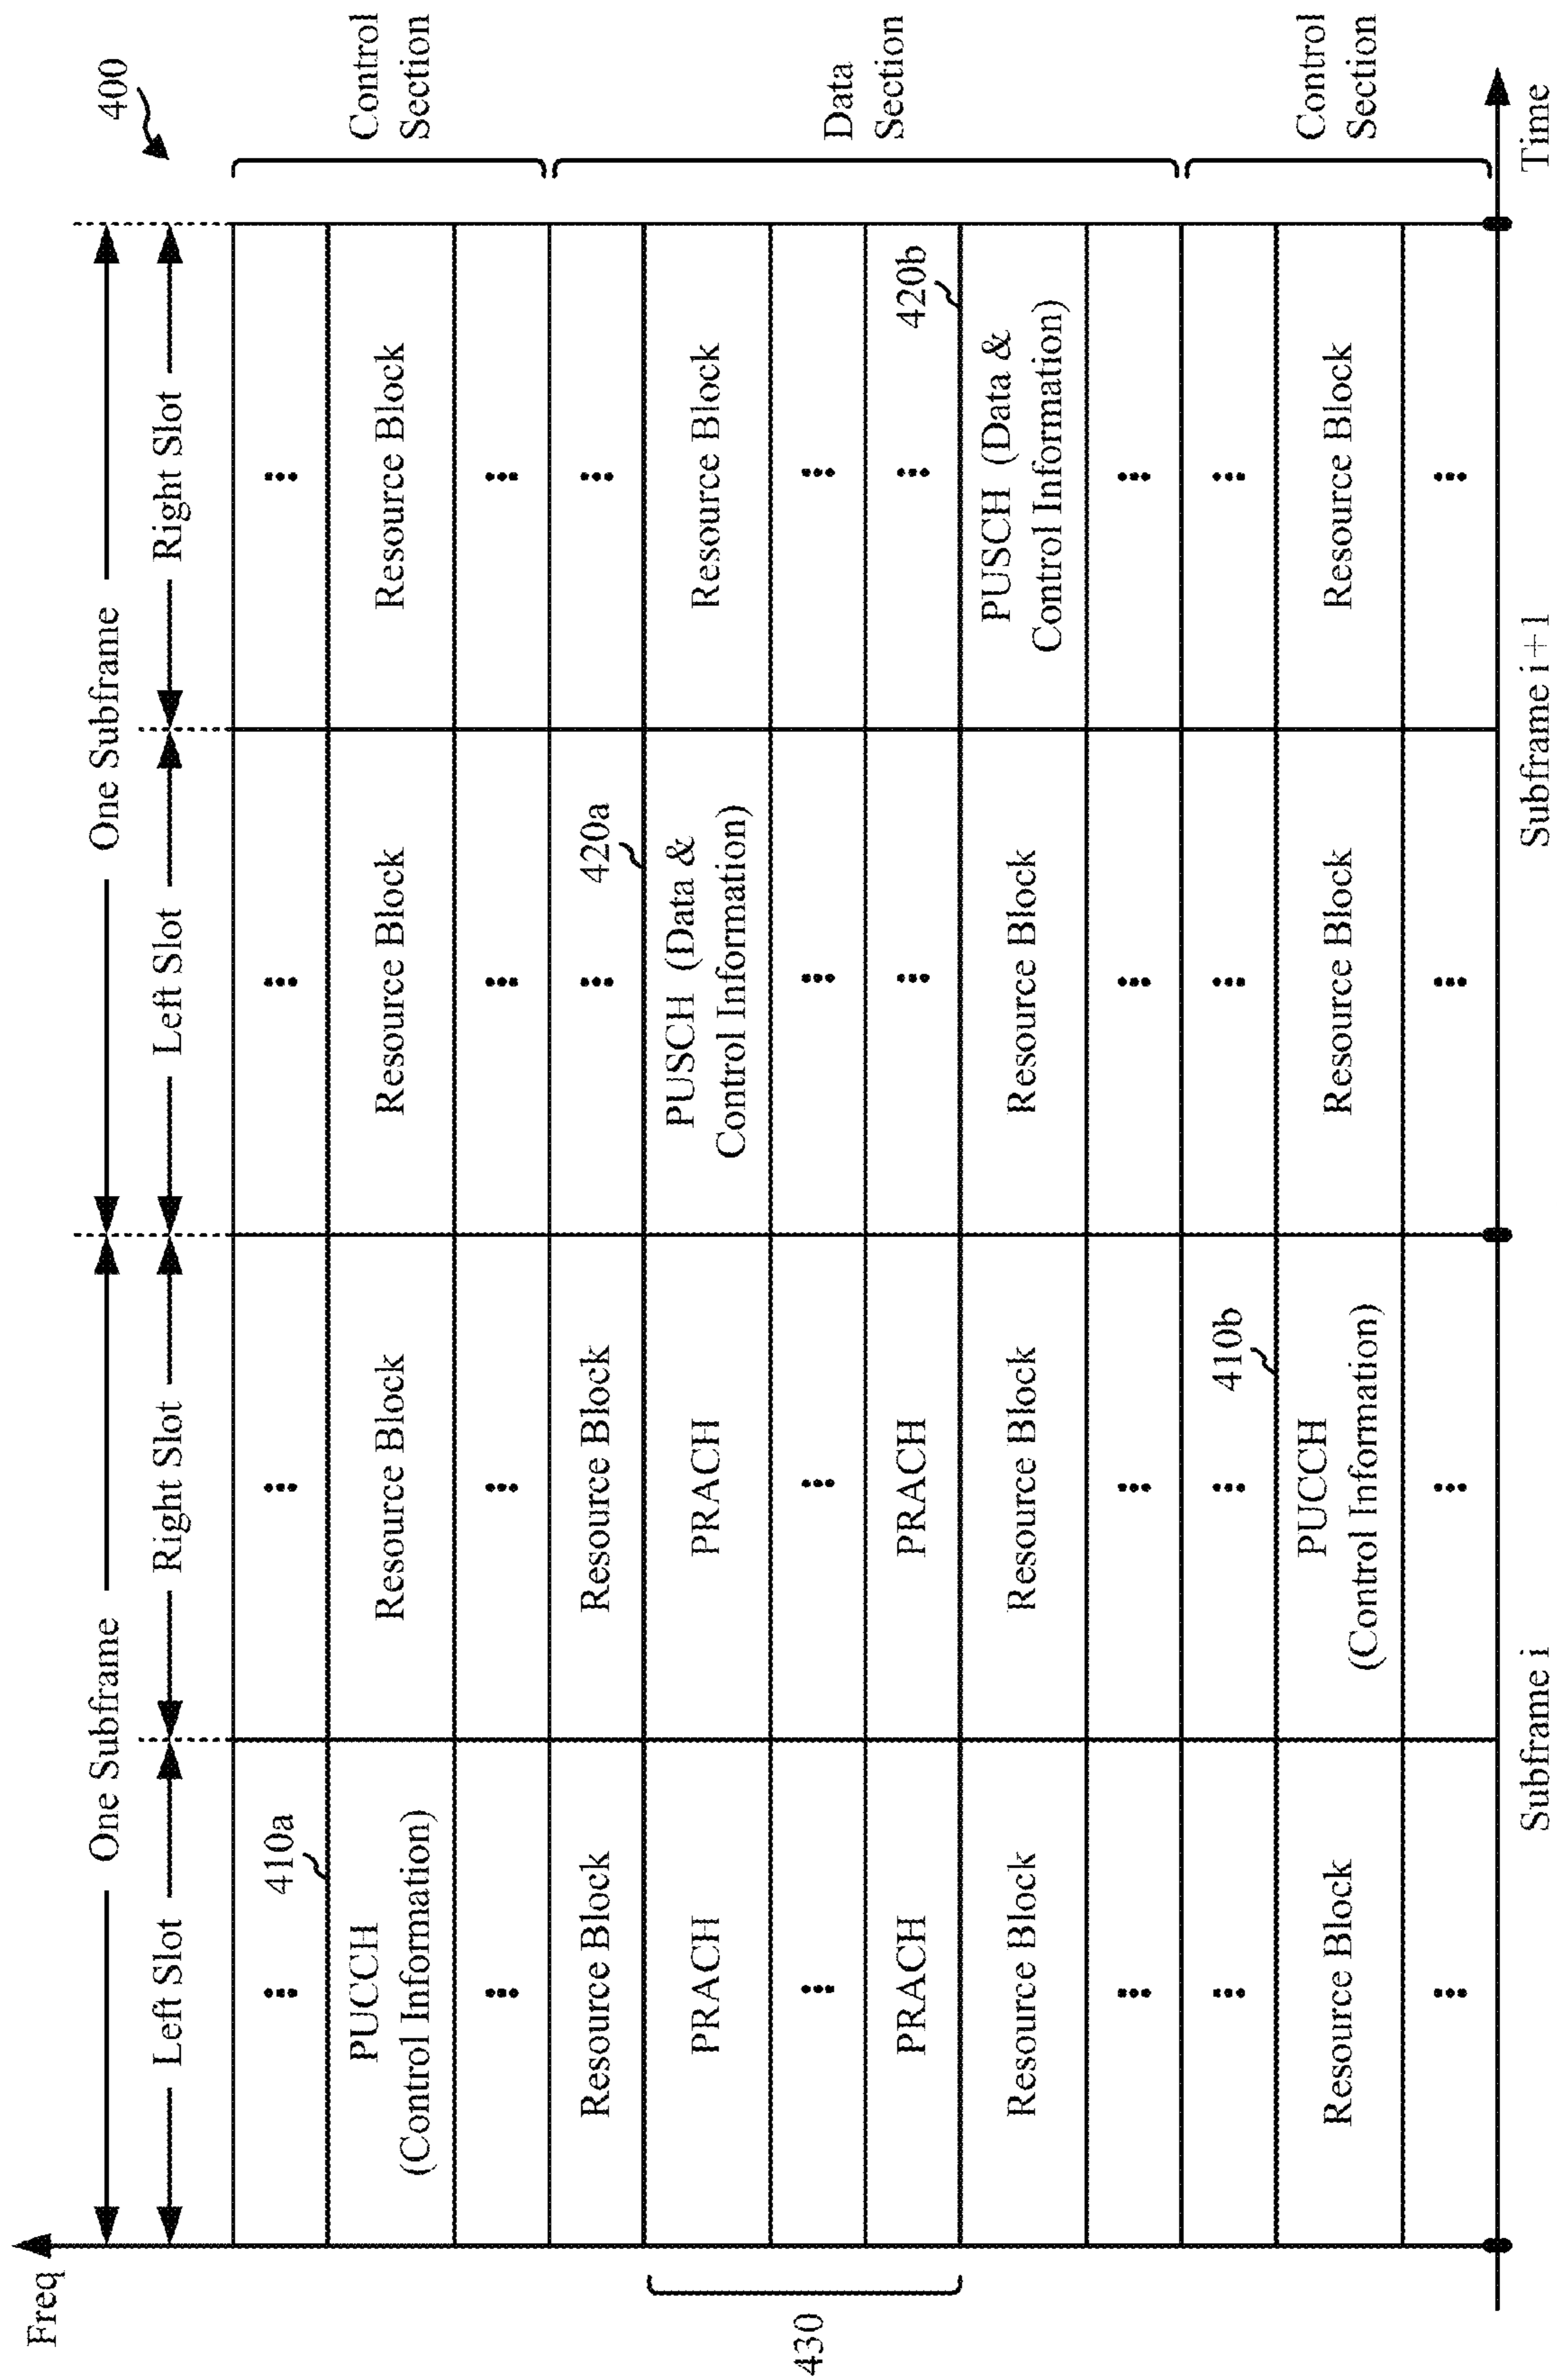 400
Freq
One Subframe
One Subframe
Left Slot
Right Slot
Left Slot
Right Slot
410a
PUCCH
(Control Information)
Resource Block
Resource Block
Resource Block
Control
Section
Resource Block
Resource Block
420a
PRACH
PRACH
PUSCH (Data &
Control Information)
Resource Block
430
PRACH
PRACH
420b
Data
Section
Resource Block
Resource Block
Resource Block
PUSCH (Data &
Control Information)
410b
Resource Block
PUCCH
(Control Information)
Resource Block
Resource Block
Control
Section
Subframe i
Subframe i+1
Time